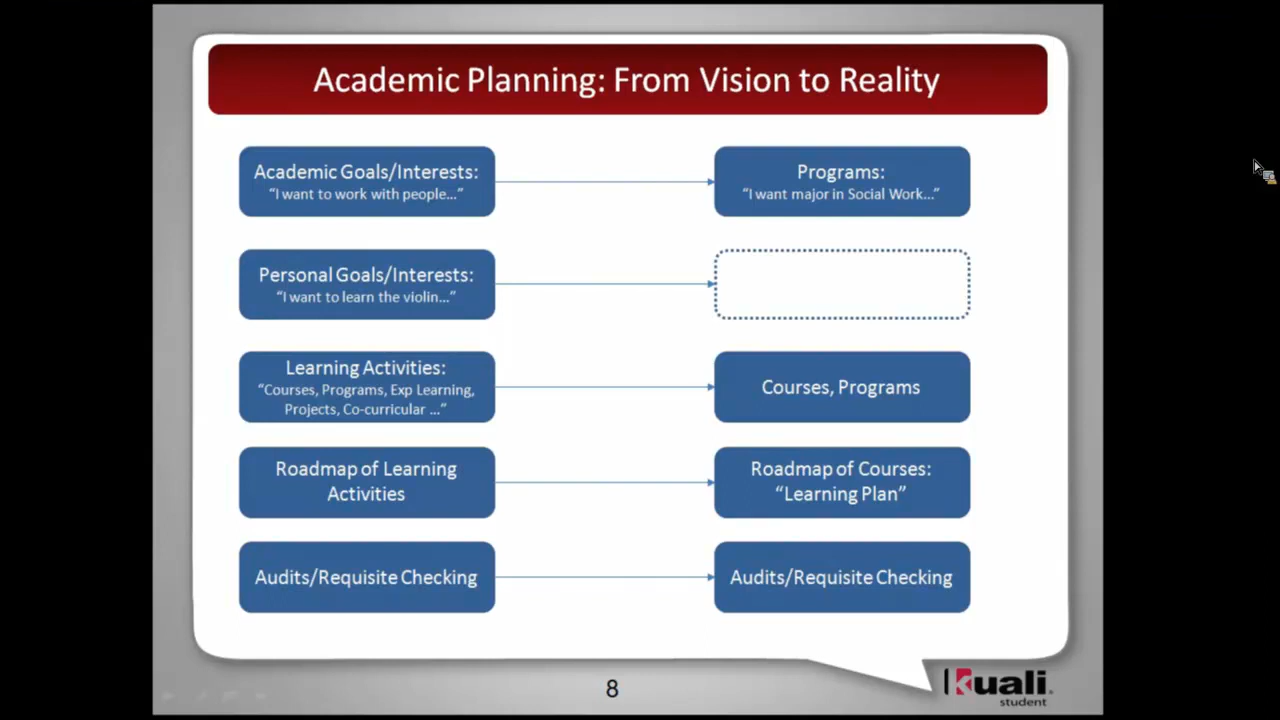 Academic Planning: From Vision to Reality
Academic Goals/Interests:
“I want to work with people…”
Programs:
“I want major in Social Work…”
Personal Goals/Interests:
“I want to learn the violin…”
Learning Activities:
“Courses, Programs, Exp Learning,
Projects, Co-curricular …”
Courses, Programs
Roadmap of Learning
Activities
Roadmap of Courses:
“Learning Plan”
Audits/Requisite Checking
Audits/Requisite Checking
8
Kuali
student